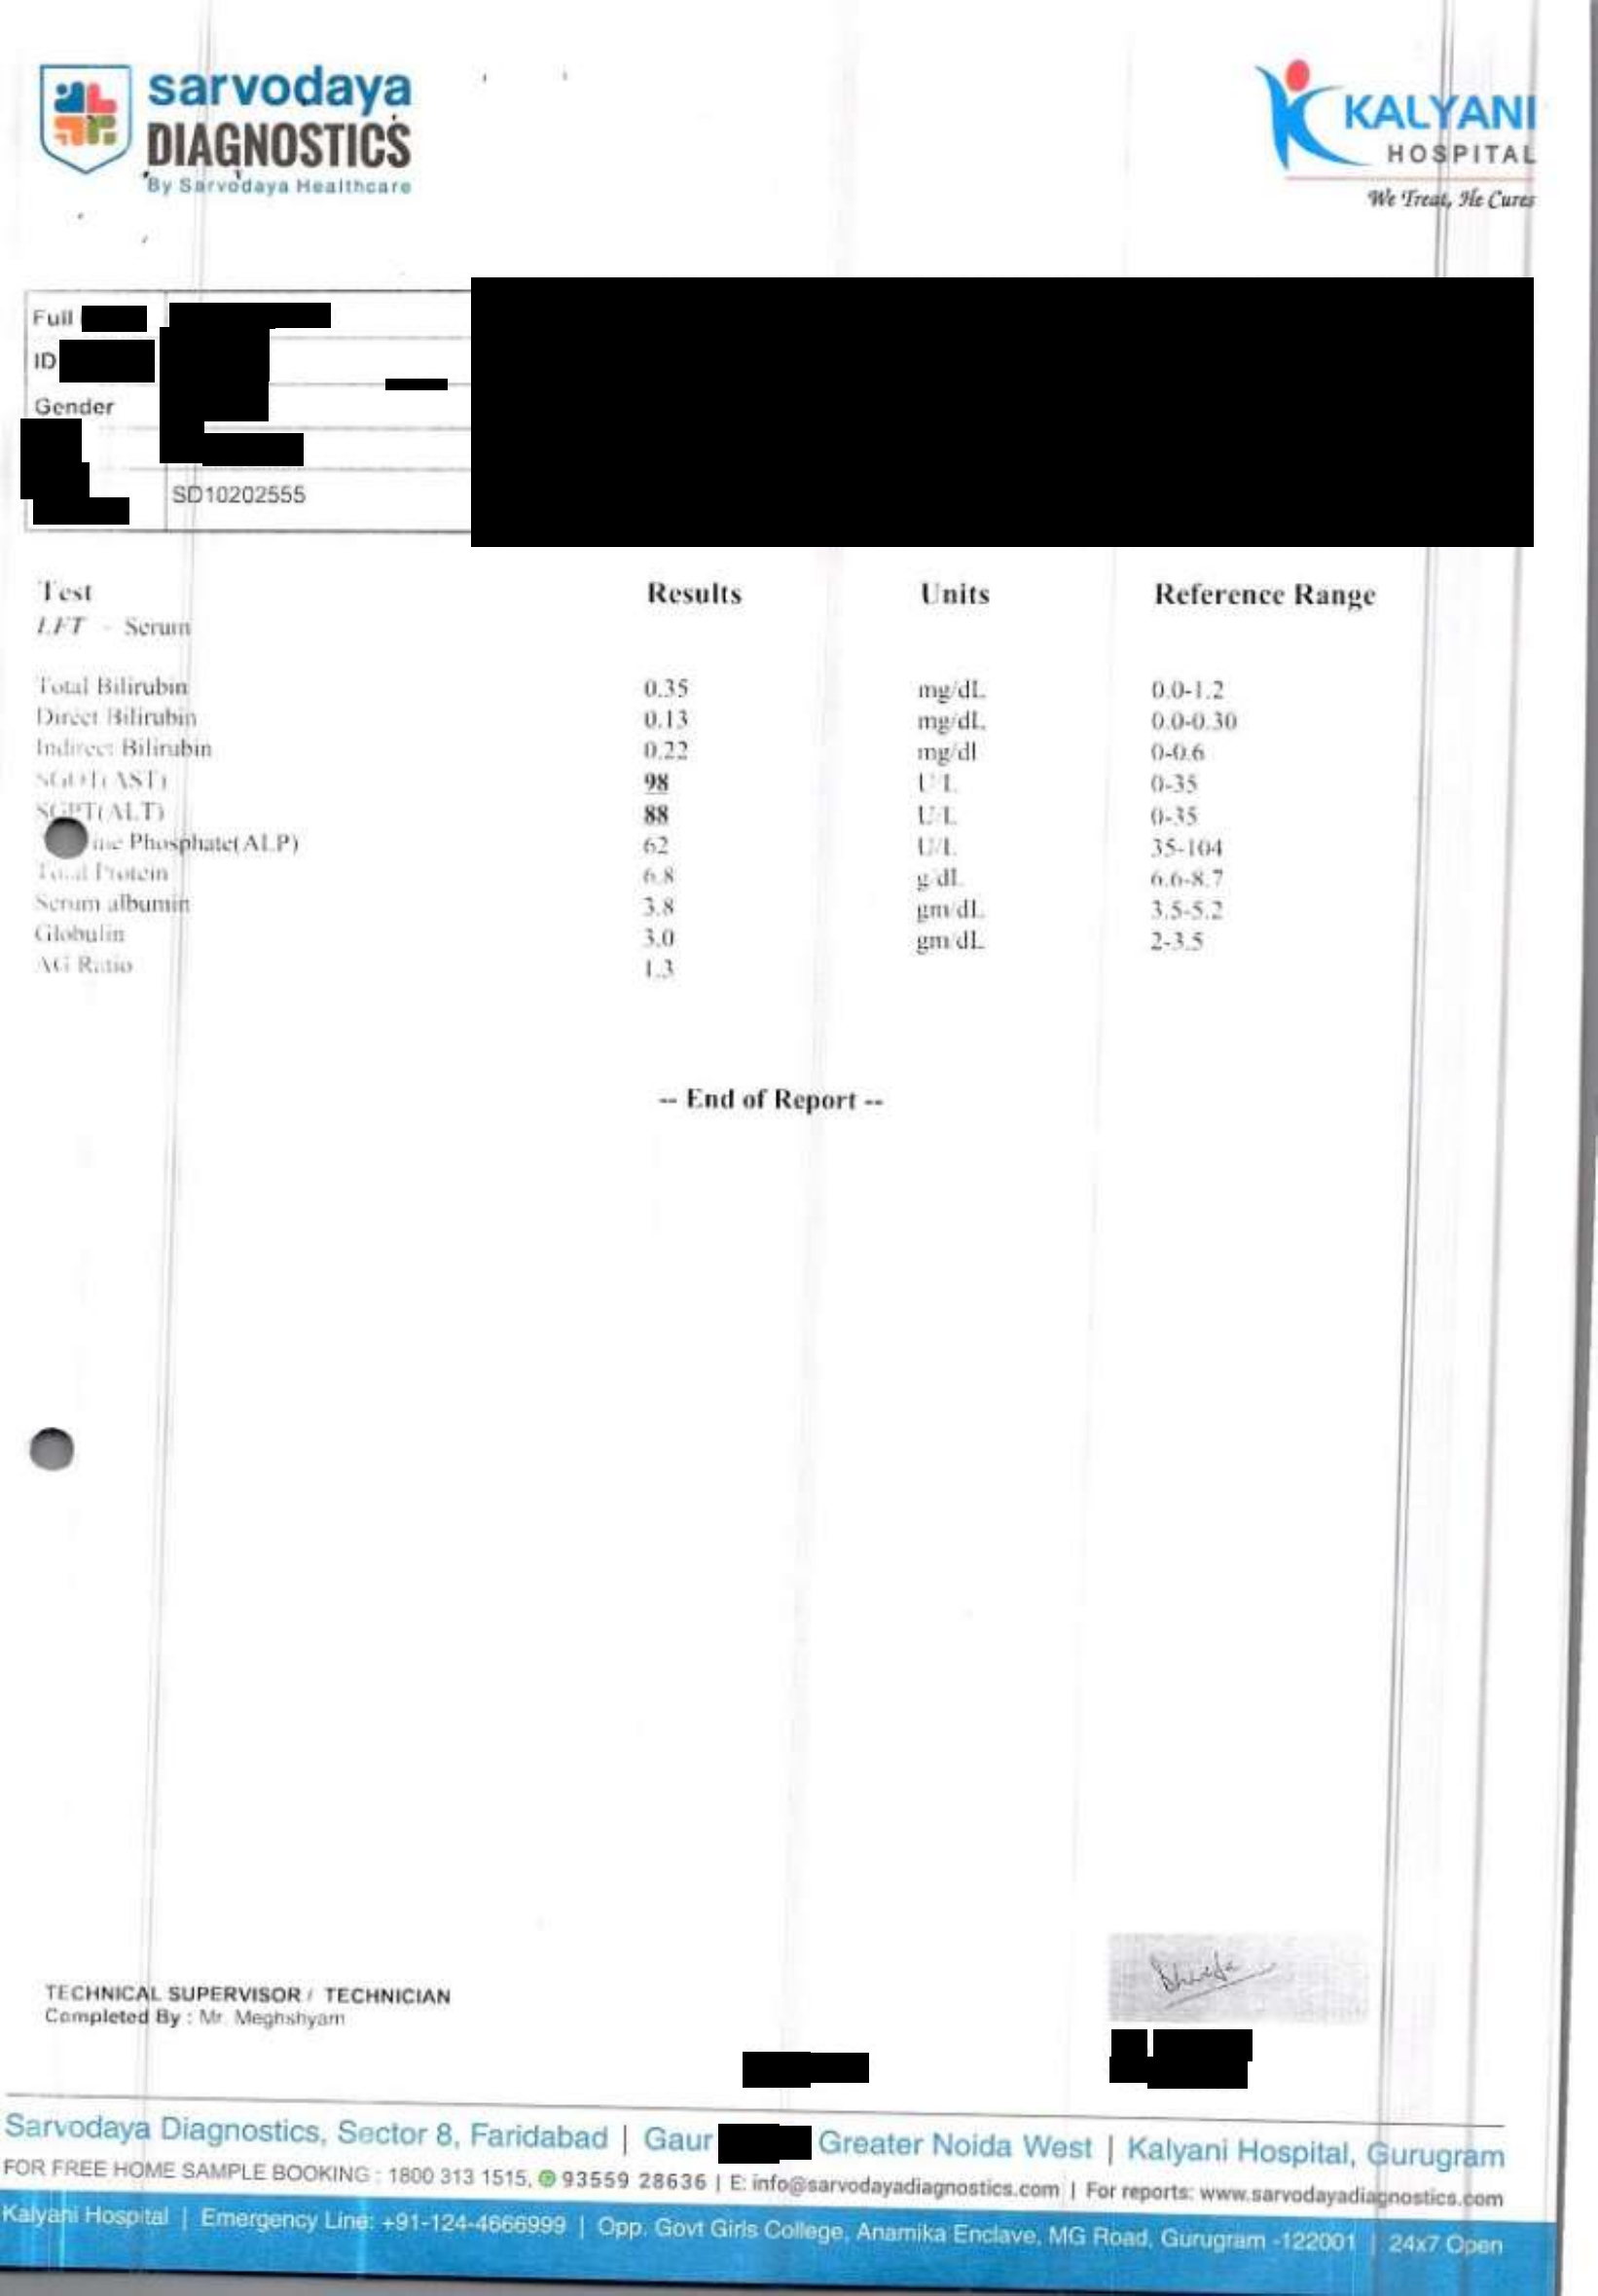 sarvodaya
DIAGNOSTICS
By Sarvodaya Healthcare
KALYANI
HOSPITAL
We Treat, He Cures
Full
ID
Gender
SD10202555
Test Results Units Reference Range
LFT - Serum
Total Bilirubin 0.35 mg/dL 0.0-1.2
Direct Bilirubin 0.13 mg/dL 0.0-0.30
Indirect Bilirubin 0.22 mg/dl 0-0.6
SGOT(AST) 98 U/L 0-35
SGPT(ALT) 88 U/L 0-35
Phosphate(ALP) 62 U/L 35-104
Total Protein 6.8 g/dL 6.6-8.7
Serum albumin 3.8 gm/dL 3.5-5.2
Globulin 3.0 gm/dL 2-3.5
AG Ratio 1.3
-- End of Report --
TECHNICAL SUPERVISOR / TECHNICIAN
Completed By : Mr. Meghshyam
Sarvodaya Diagnostics, Sector 8, Faridabad | Gaur Greater Noida West | Kalyani Hospital, Gurugram
FOR FREE HOME SAMPLE BOOKING : 1800 313 1515, 93559 28636 | E: info@sarvodayadiagnostics.com | For reports: www.sarvodayadiagnostics.com
Kalyani Hospital | Emergency Line: +91-124-4666999 | Opp. Govt Girls College, Anamika Enclave, MG Road, Gurugram -122001 | 24x7 Open